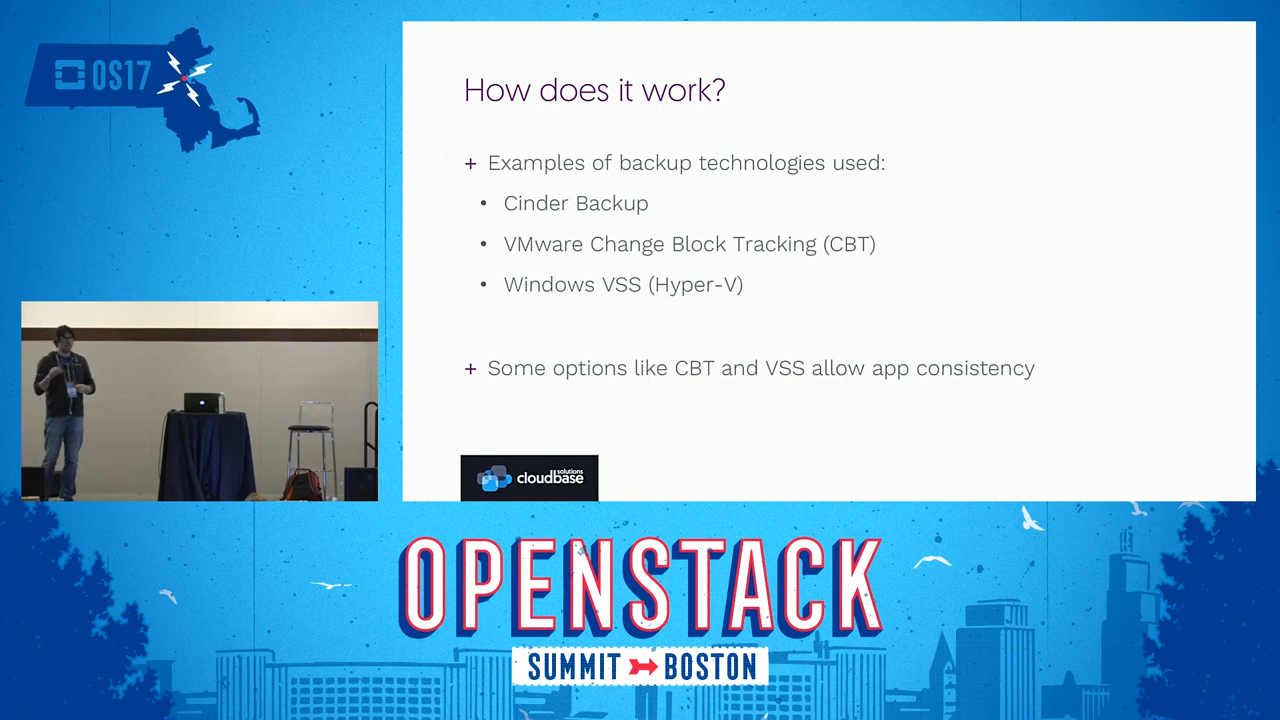 OS17
How does it work?
+ Examples of backup technologies used:
• Cinder Backup
• VMware Change Block Tracking (CBT)
• Windows VSS (Hyper-V)
+ Some options like CBT and VSS allow app consistency
cloudbase solutions
OPENSTACK
SUMMIT BOSTON